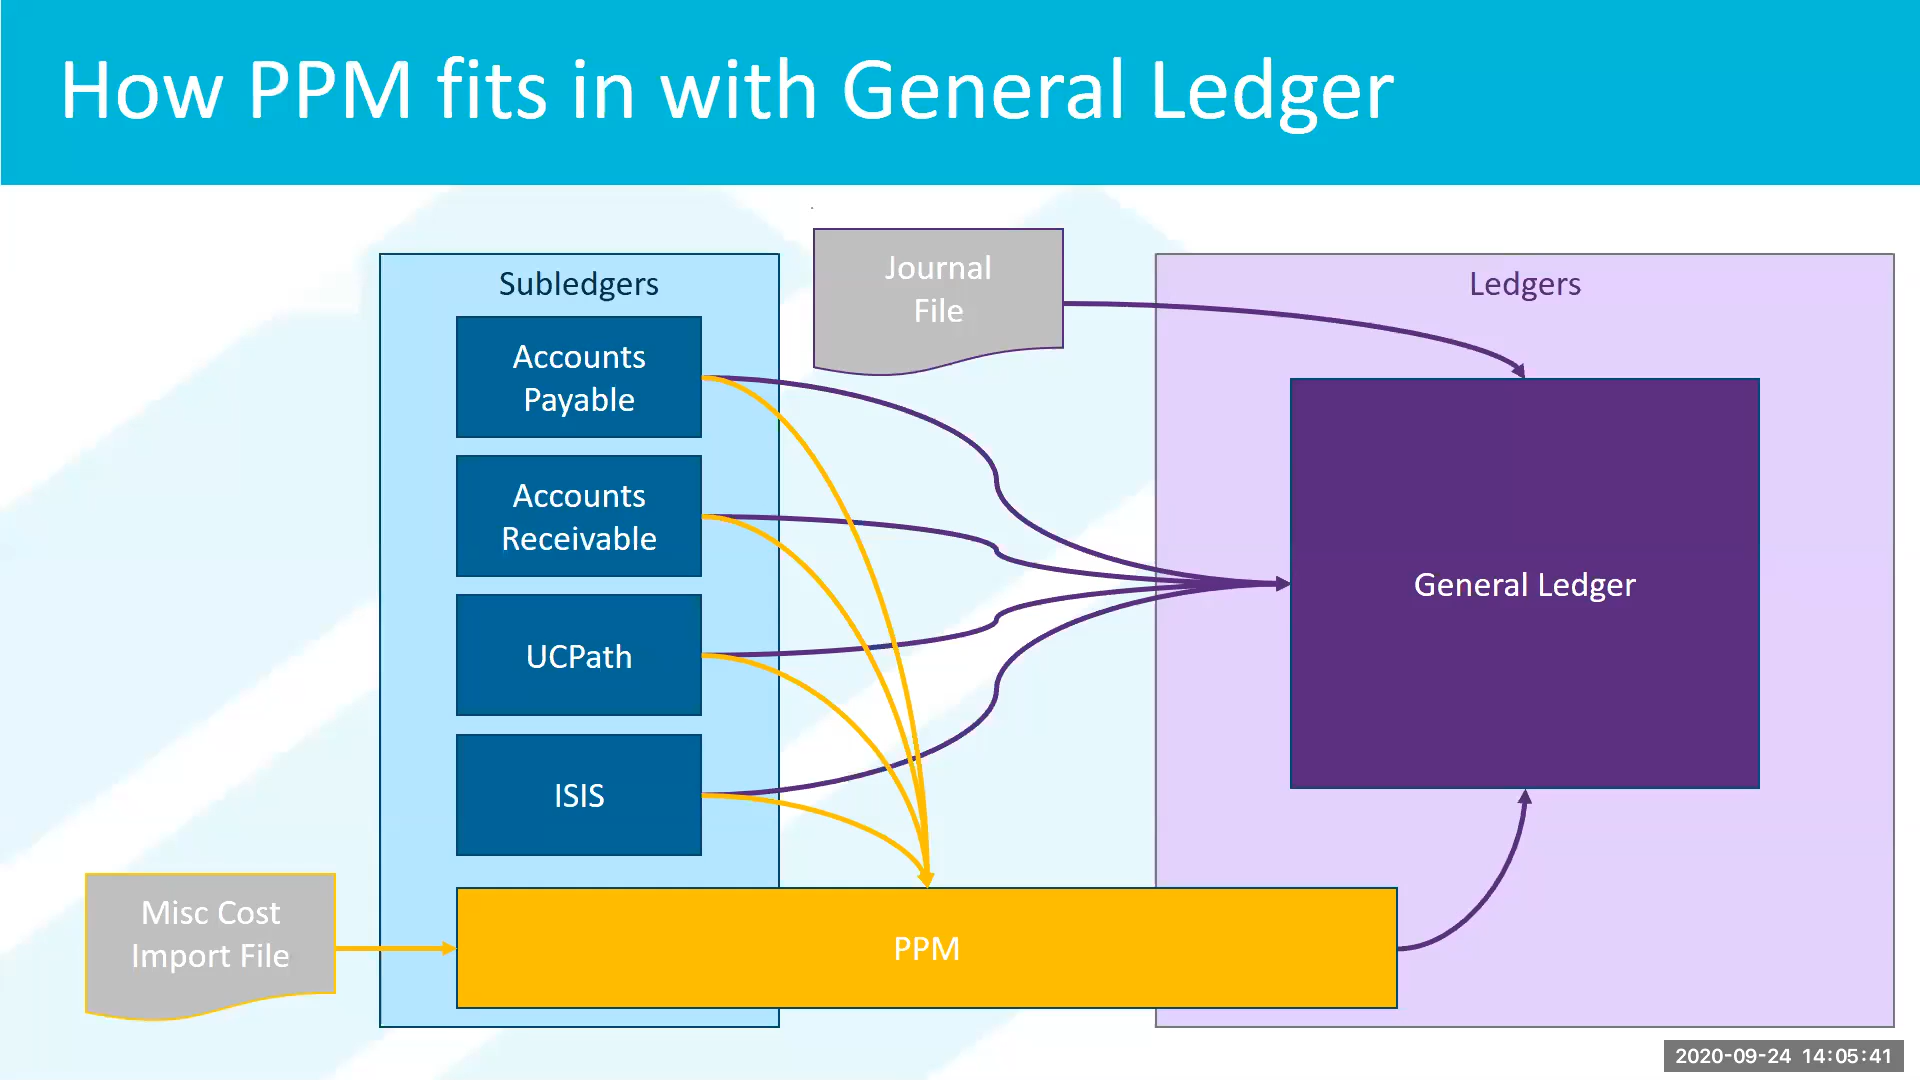 How PPM fits in with General Ledger
Subledgers
Accounts
Payable
Accounts
Receivable
UCPath
ISIS
Journal
File
Ledgers
General Ledger
Misc Cost
Import File
PPM
2020-09-24 14:05:41